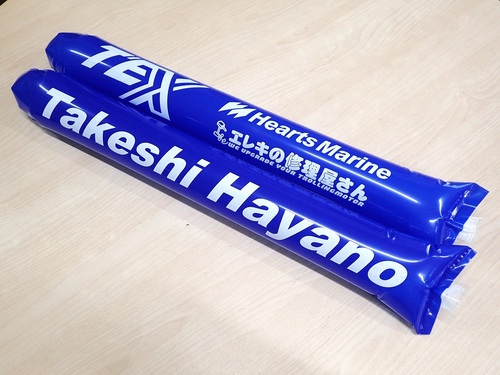 TEX
Hearts Marine
エレキの修理屋さん
WE UPGRADE YOUR TROLLINGMOTOR
Takeshi Hayano